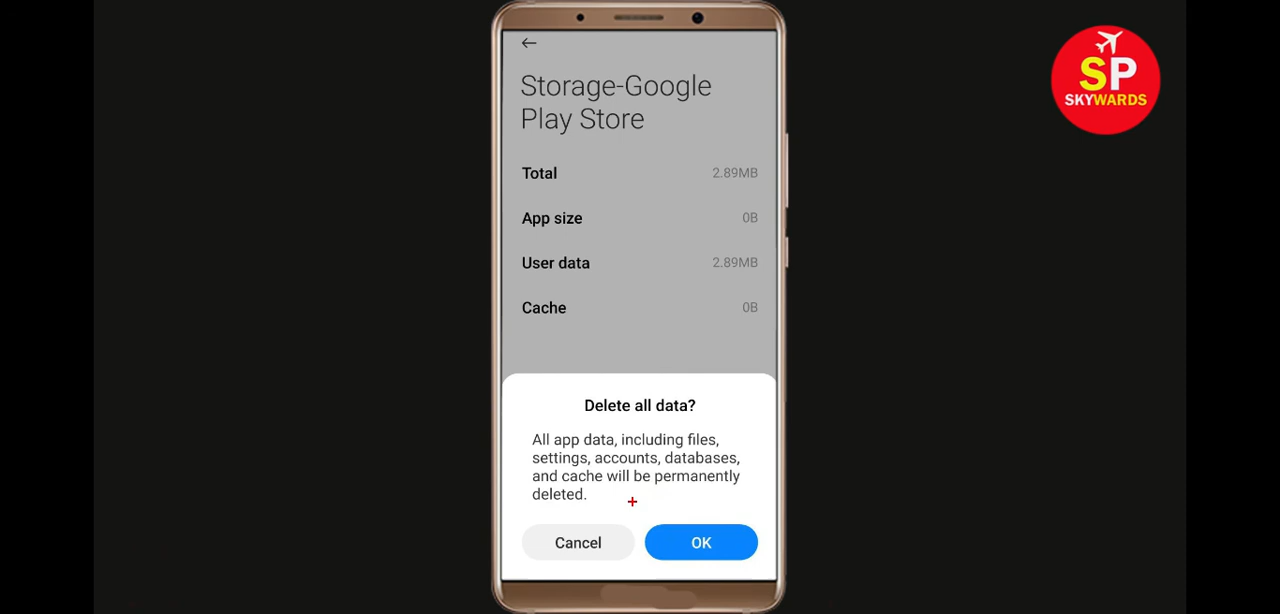 SP
SKYWARDS
Storage-Google
Play Store
Total 2.89MB
App size 0B
User data 2.89MB
Cache 0B
Delete all data?
All app data, including files,
settings, accounts, databases,
and cache will be permanently
deleted.
Cancel OK